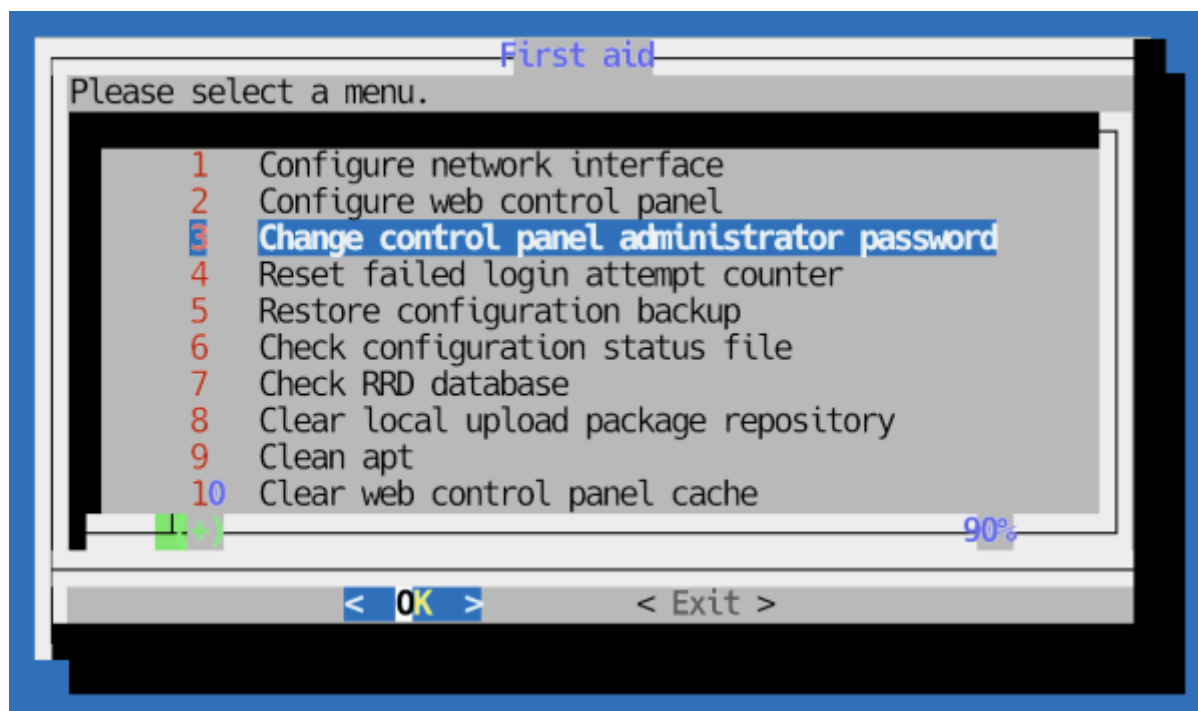 First aid
Please select a menu.
1 Configure network interface
2 Configure web control panel
3 Change control panel administrator password
4 Reset failed login attempt counter
5 Restore configuration backup
6 Check configuration status file
7 Check RRD database
8 Clear local upload package repository
9 Clean apt
10 Clear web control panel cache
90%
< OK > < Exit >